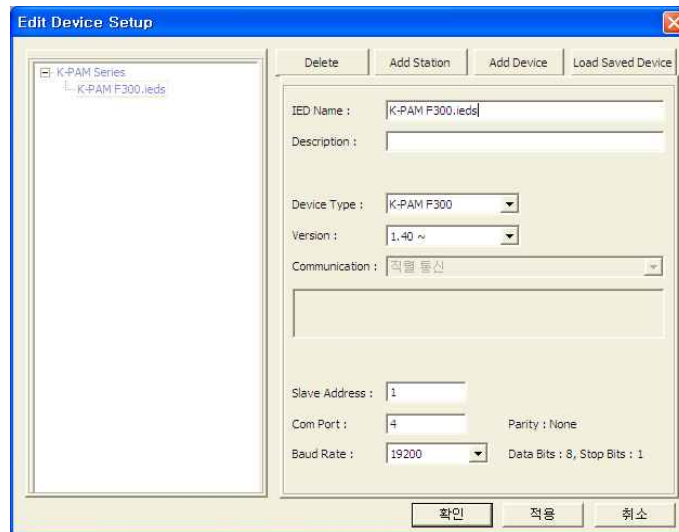 Edit Device Setup
K-PAM Series
K-PAM F300.ieds
Delete
Add Station
Add Device
Load Saved Device
IED Name : K-PAM F300.ieds
Description :
Device Type : K-PAM F300
Version : 1.40 ~
Communication : 직렬 통신
Slave Address : 1
Com Port : 4 Parity : None
Baud Rate : 19200 Data Bits : 8, Stop Bits : 1
확인 적용 취소